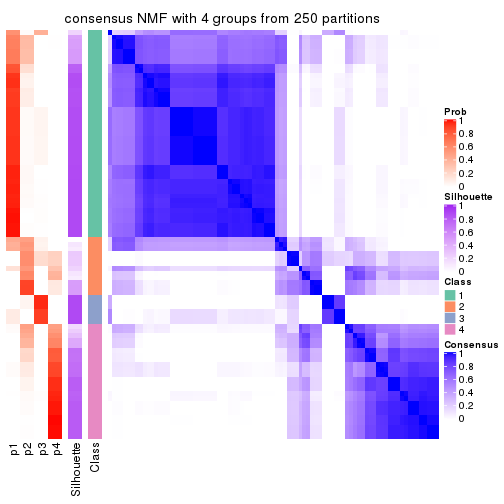 consensus NMF with 4 groups from 250 partitions
Prob
1
0.8
0.6
0.4
0.2
0
Silhouette
1
0.8
0.6
0.4
0.2
0
Class
1
2
3
4
Consensus
1
0.8
0.6
0.4
0.2
0
p1
p2
p3
p4
Silhouette
Class